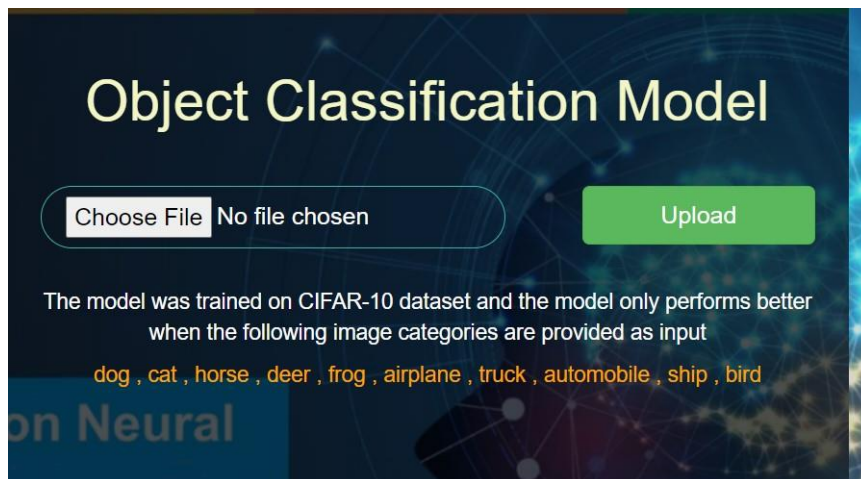 Object Classification Model
Choose File No file chosen
Upload
The model was trained on CIFAR-10 dataset and the model only performs better
when the following image categories are provided as input
dog , cat , horse , deer , frog , airplane , truck , automobile , ship , bird
on Neural